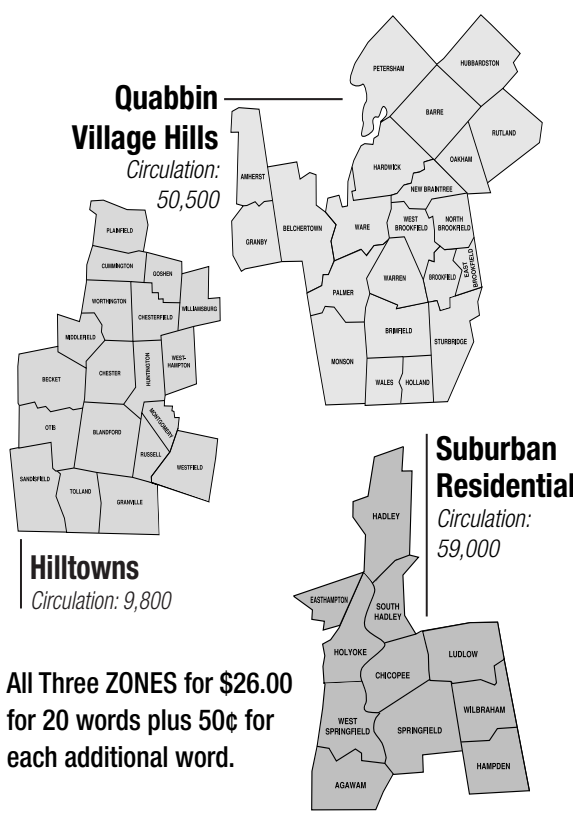 Quabbin
Village Hills
Circulation:
50,500
PETERSHAM
HUBBARDSTON
BARRE
RUTLAND
HARDWICK
OAKHAM
NEW BRAINTREE
AMHERST
GRANBY
BELCHERTOWN
WARE
WEST
BROOKFIELD
NORTH
BROOKFIELD
EAST
BROOKFIELD
BROOKFIELD
WARREN
PALMER
BRIMFIELD
STURBRIDGE
MONSON
WALES
HOLLAND
PLAINFIELD
CUMMINGTON
GOSHEN
WORTHINGTON
CHESTERFIELD
WILLIAMSBURG
MIDDLEFIELD
BECKET
CHESTER
HUNTINGTON
WEST-
HAMPTON
OTIS
BLANDFORD
MONTGOMERY
RUSSELL
WESTFIELD
SANDISFIELD
TOLLAND
GRANVILLE
Hilltowns
Circulation: 9,800
Suburban
Residential
Circulation:
59,000
HADLEY
EASTHAMPTON
SOUTH
HADLEY
HOLYOKE
CHICOPEE
LUDLOW
WEST
SPRINGFIELD
SPRINGFIELD
WILBRAHAM
HAMPDEN
AGAWAM
All Three ZONES for $26.00
for 20 words plus 50¢ for
each additional word.